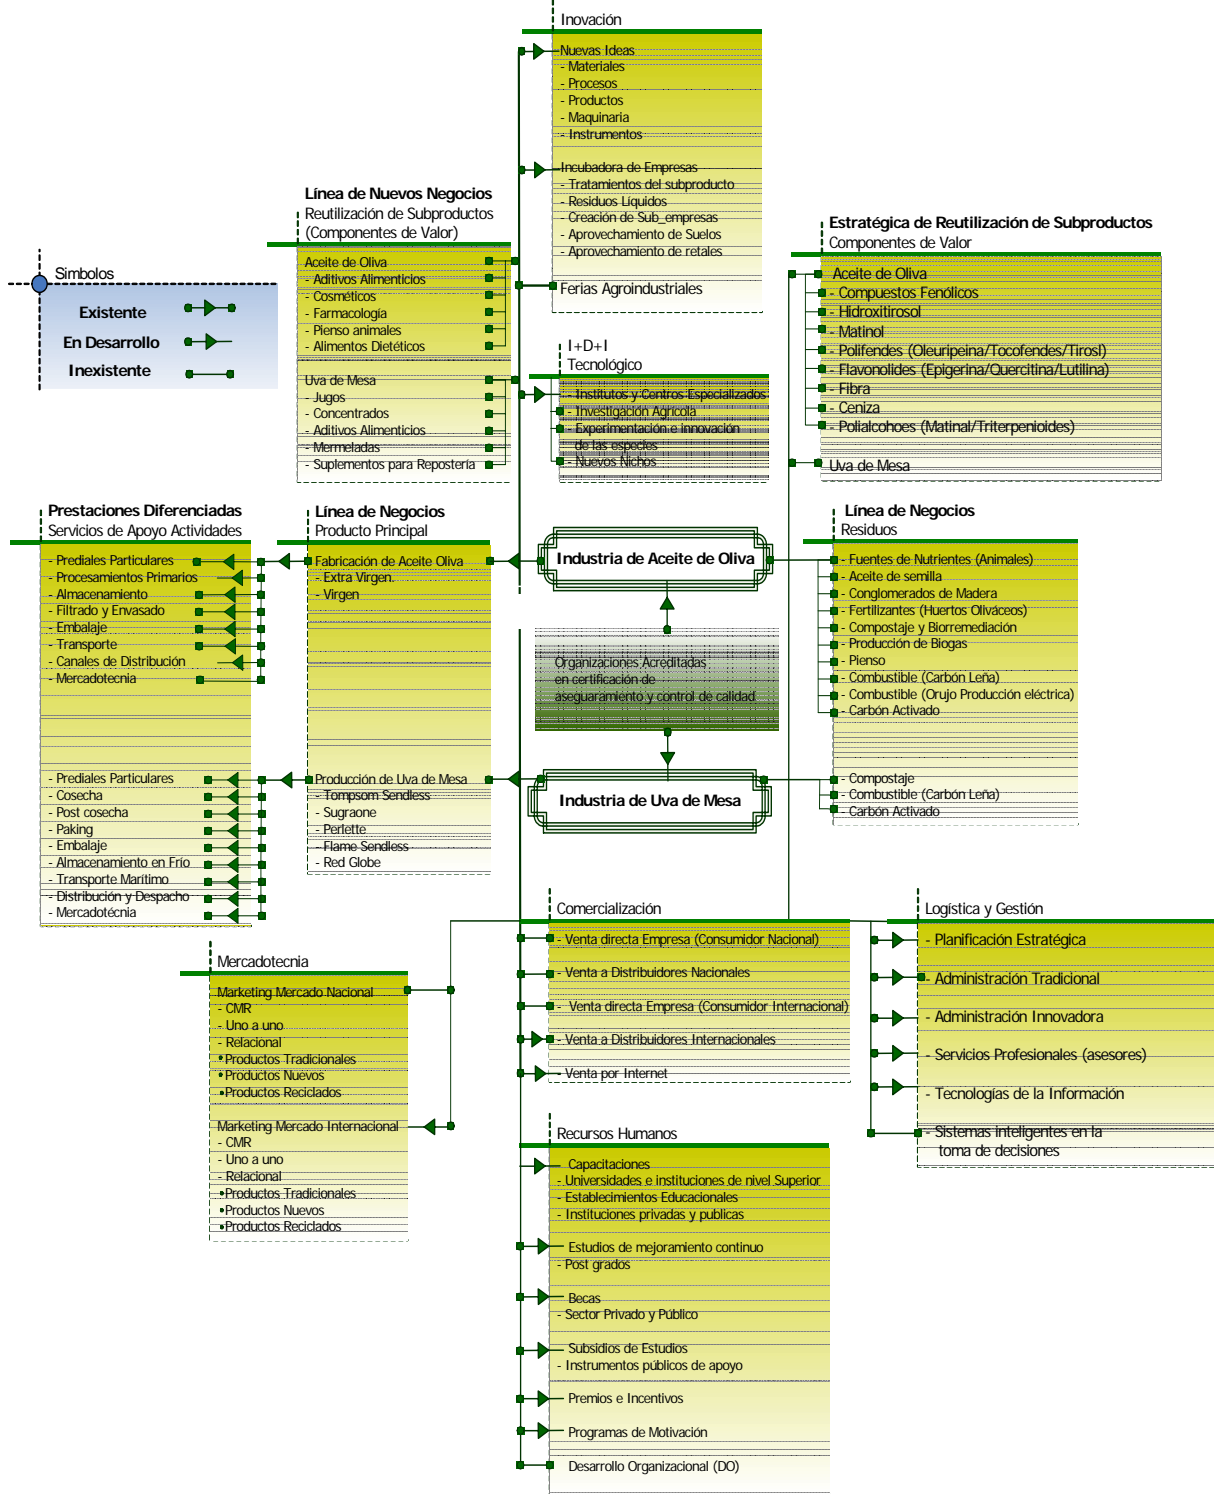 Inovación
Nuevas Ideas
- Materiales
- Procesos
- Productos
- Maquinaria
- Instrumentos
Incubadora de Empresas
- Tratamientos del subproducto
- Residuos Líquidos
- Creación de Sub_empresas
- Aprovechamiento de Suelos
- Aprovechamiento de retales
Ferias Agroindustriales
Línea de Nuevos Negocios
Reutilización de Subproductos
(Componentes de Valor)
Aceite de Oliva
- Aditivos Alimenticios
- Cosméticos
- Farmacología
- Pienso animales
- Alimentos Dietéticos
Uva de Mesa
- Jugos
- Concentrados
- Aditivos Alimenticios
- Mermeladas
- Suplementos para Repostería
Simbolos
Existente
En Desarrollo
Inexistente
I+D+I
Tecnológico
- Institutos y Centros Especializados
- Investigación Agrícola
- Experimentación e innovación
de las especies
- Nuevos Nichos
Estratégica de Reutilización de Subproductos
Componentes de Valor
Aceite de Oliva
- Compuestos Fenólicos
- Hidroxitirosol
- Matinol
- Polifendes (Oleuripeina/Tocofendes/Tirosl)
- Flavonolides (Epigerina/Quercitina/Lutilina)
- Fibra
- Ceniza
- Polialcohoes (Matinal/Triterpenioides)
Uva de Mesa
Prestaciones Diferenciadas
Servicios de Apoyo Actividades
- Prediales Particulares
- Procesamientos Primarios
- Almacenamiento
- Filtrado y Envasado
- Embalaje
- Transporte
- Canales de Distribución
- Mercadotecnia
- Prediales Particulares
- Cosecha
- Post cosecha
- Paking
- Embalaje
- Almacenamiento en Frío
- Transporte Marítimo
- Distribución y Despacho
- Mercadotécnia
Línea de Negocios
Producto Principal
Fabricación de Aceite Oliva
- Extra Virgen.
- Virgen
Producción de Uva de Mesa
- Tompsom Sendless
- Sugraone
- Perlette
- Flame Sendless
- Red Globe
Industria de Aceite de Oliva
Organizaciones Acreditadas
en certificación de
aseguaramiento y control de calidad
Industria de Uva de Mesa
Línea de Negocios
Residuos
- Fuentes de Nutrientes (Animales)
- Aceite de semilla
- Conglomerados de Madera
- Fertilizantes (Huertos Oliváceos)
- Compostaje y Biorremediación
- Producción de Biogas
- Pienso
- Combustible (Carbón Leña)
- Combustible (Orujo Producción eléctrica)
- Carbón Activado
- Compostaje
- Combustible (Carbón Leña)
- Carbón Activado
Mercadotecnia
Marketing Mercado Nacional
- CMR
- Uno a uno
- Relacional
•Productos Tradicionales
•Productos Nuevos
•Productos Reciclados
Marketing Mercado Internacional
- CMR
- Uno a uno
- Relacional
•Productos Tradicionales
•Productos Nuevos
•Productos Reciclados
Comercialización
- Venta directa Empresa (Consumidor Nacional)
- Venta a Distribuidores Nacionales
- Venta directa Empresa (Consumidor Internacional)
- Venta a Distribuidores Internacionales
- Venta por Internet
Logística y Gestión
- Planificación Estratégica
- Administración Tradicional
- Administración Innovadora
- Servicios Profesionales (asesores)
- Tecnologías de la Información
- Sistemas inteligentes en la
toma de decisiones
Recursos Humanos
Capacitaciones
- Universidades e instituciones de nivel Superior
- Establecimientos Educacionales
- Instituciones privadas y publicas
Estudios de mejoramiento continuo
- Post grados
Becas
- Sector Privado y Público
Subsidios de Estudios
- Instrumentos públicos de apoyo
Premios e Incentivos
Programas de Motivación
Desarrollo Organizacional (DO)